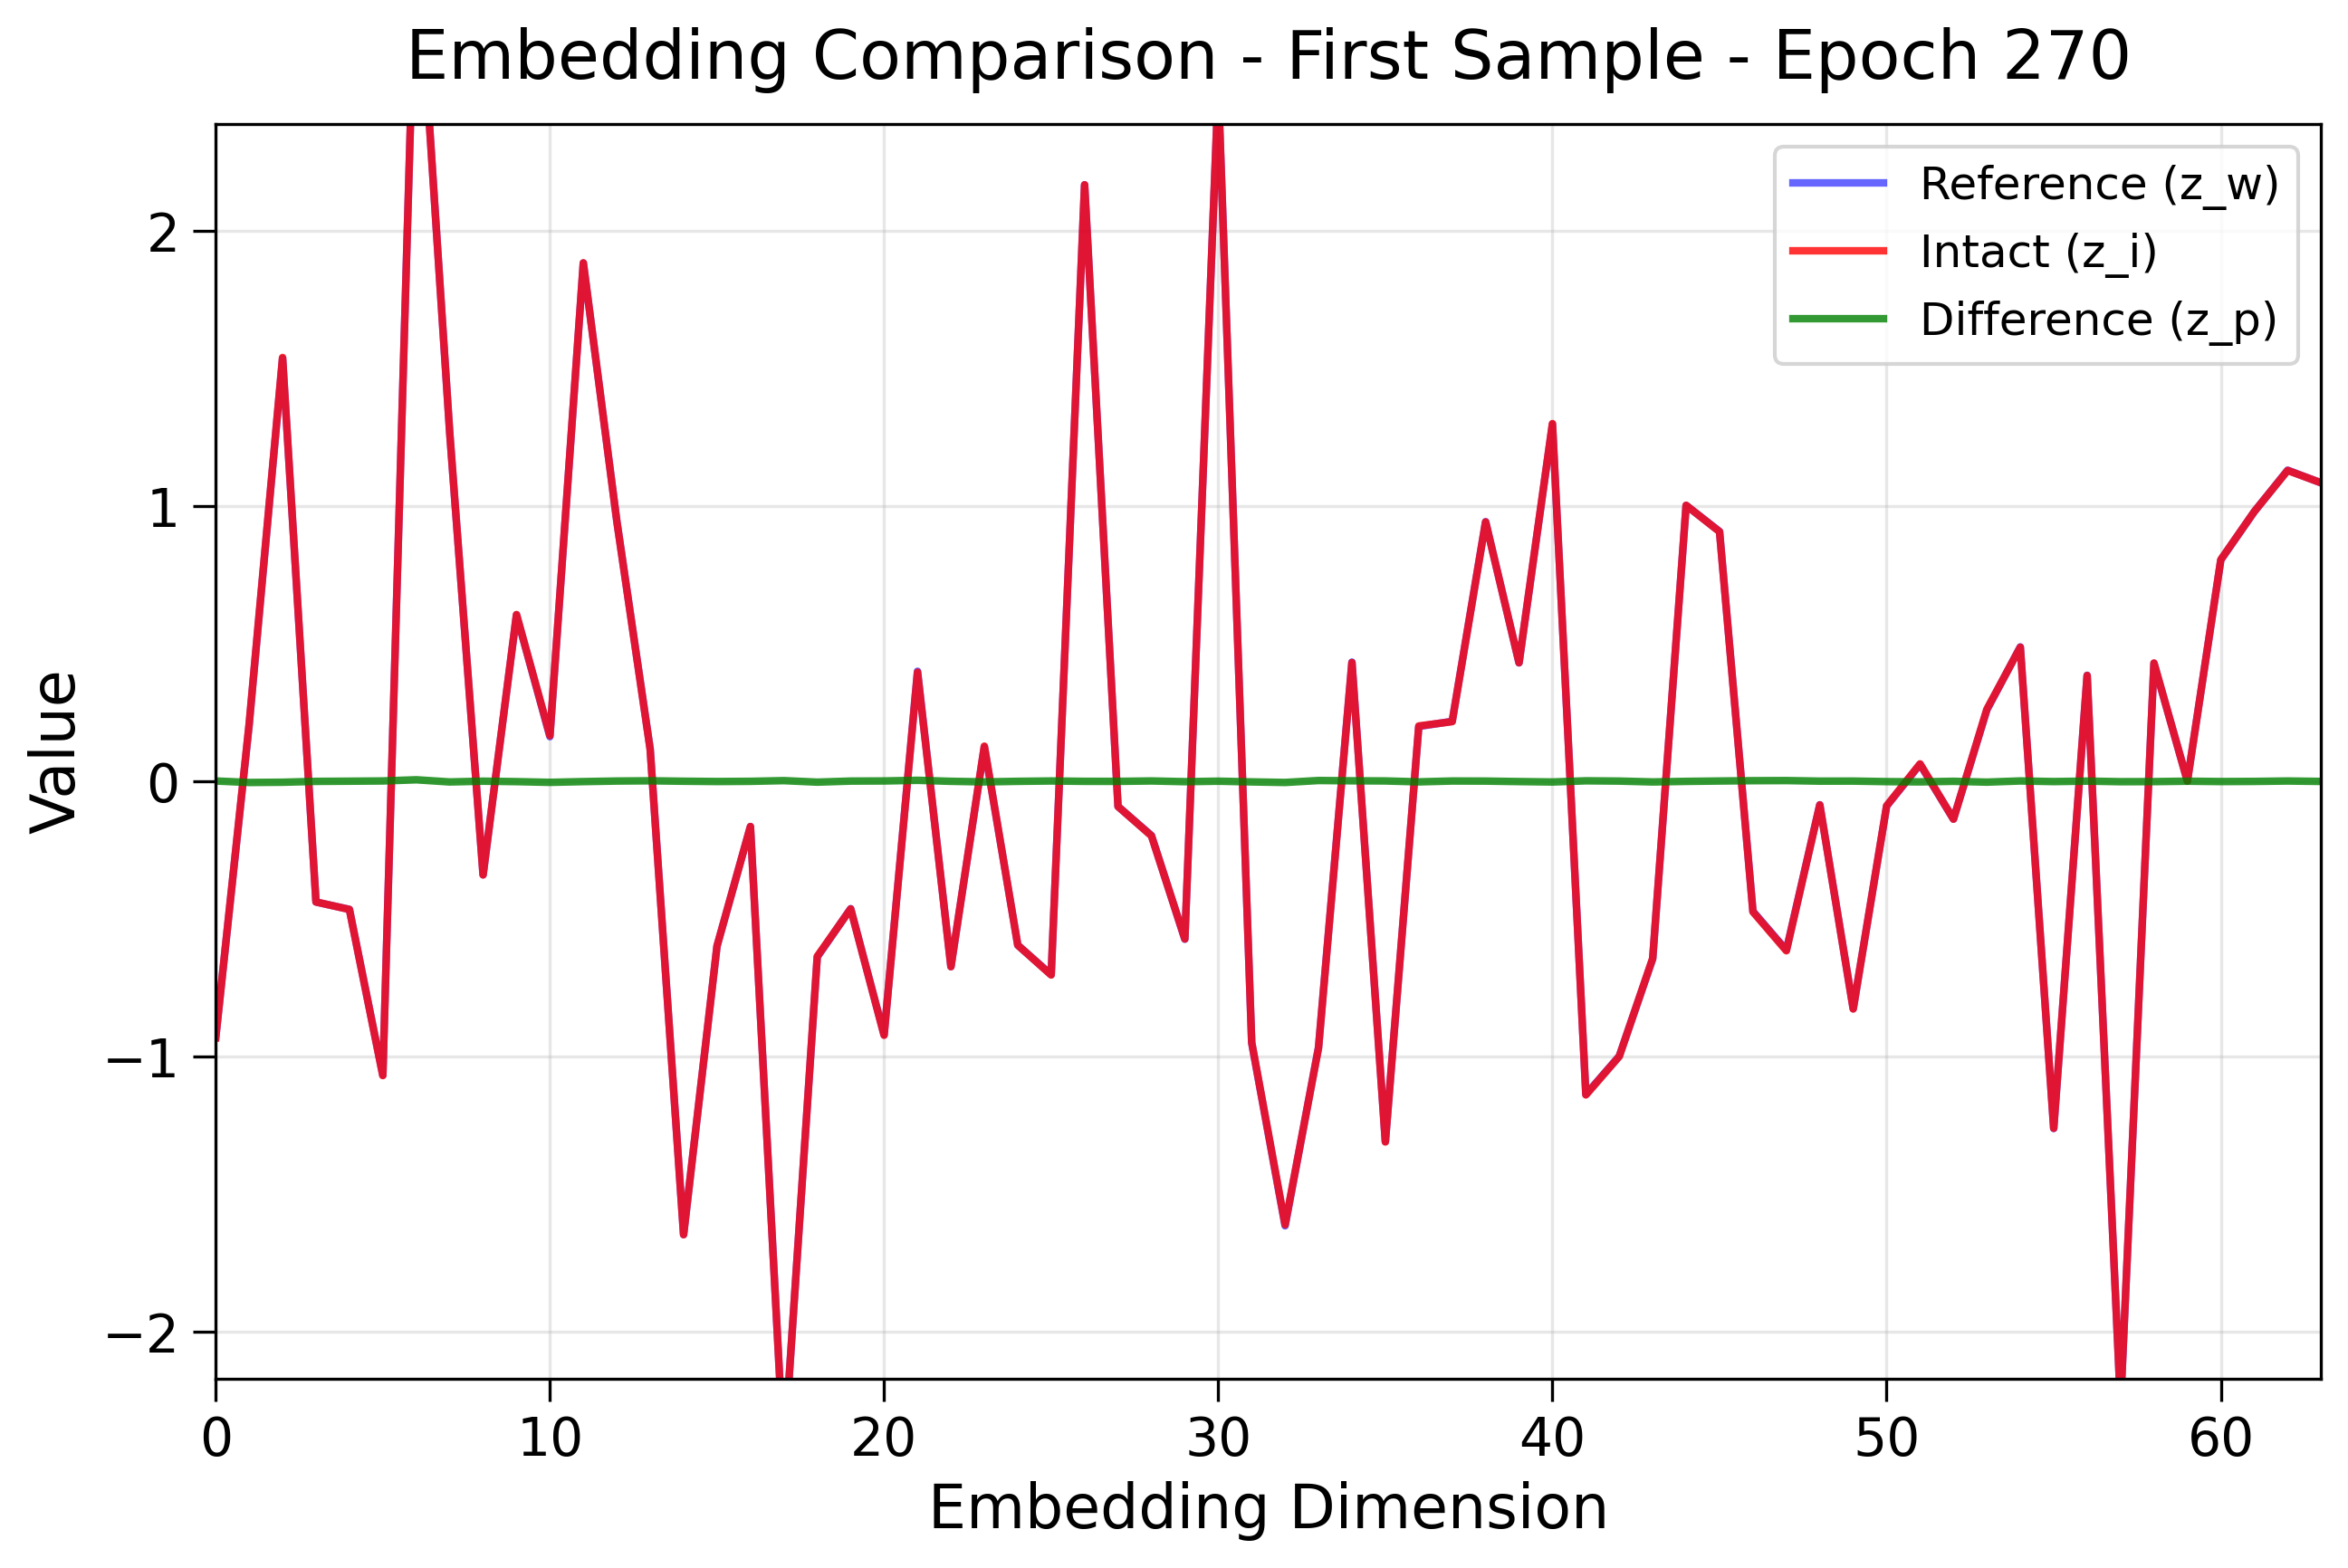 Embedding Comparison - First Sample - Epoch 270
Reference (z_w)
Intact (z_i)
Difference (z_p)
Value
2
1
0
−1
−2
0 10 20 30 40 50 60
Embedding Dimension